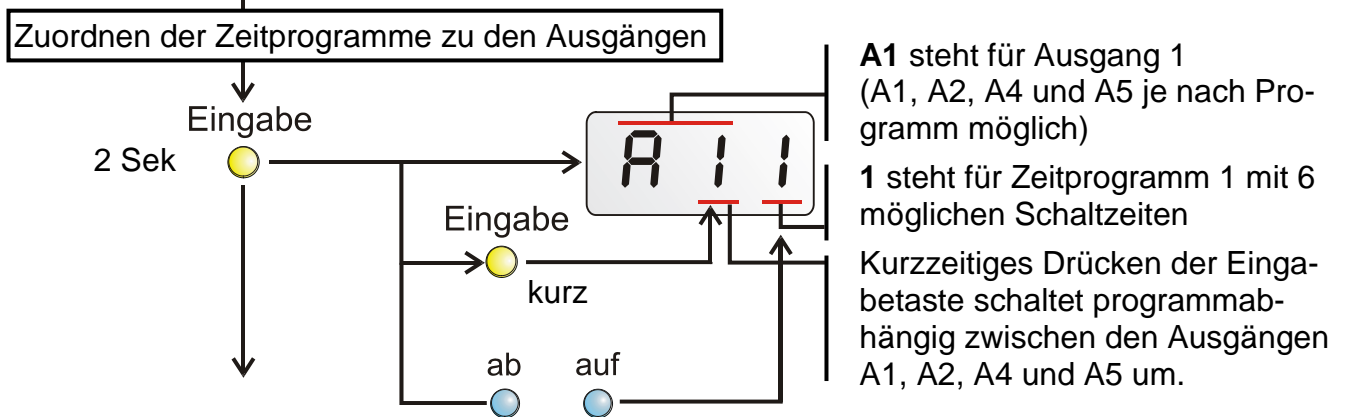 Zuordnen der Zeitprogramme zu den Ausgängen
Eingabe
2 Sek
A 1 1
Eingabe
kurz
ab auf
A1 steht für Ausgang 1
(A1, A2, A4 und A5 je nach Pro-
gramm möglich)
1 steht für Zeitprogramm 1 mit 6
möglichen Schaltzeiten
Kurzzeitiges Drücken der Einga-
betaste schaltet programmab-
hängig zwischen den Ausgängen
A1, A2, A4 und A5 um.